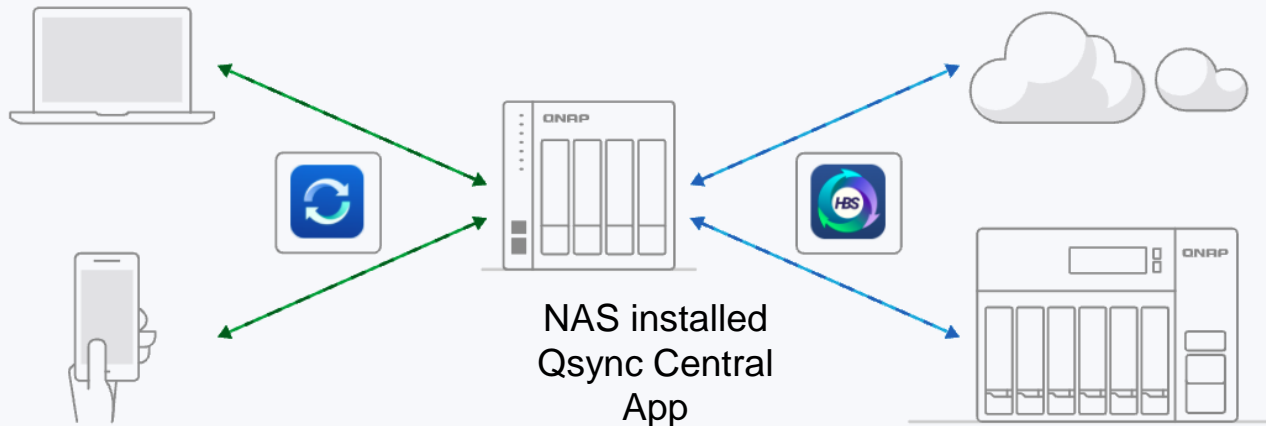 QNAP
HBS
QNAP
NAS installed
Qsync Central
App